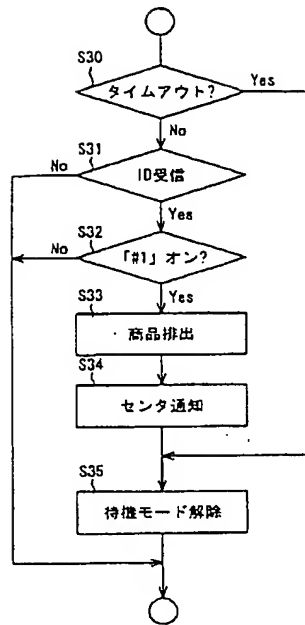 S30
タイムアウト?
Yes
No
S31
No
ID受信
Yes
S32
No
「#1」オン?
Yes
S33
商品排出
S34
センタ通知
S35
待機モード解除